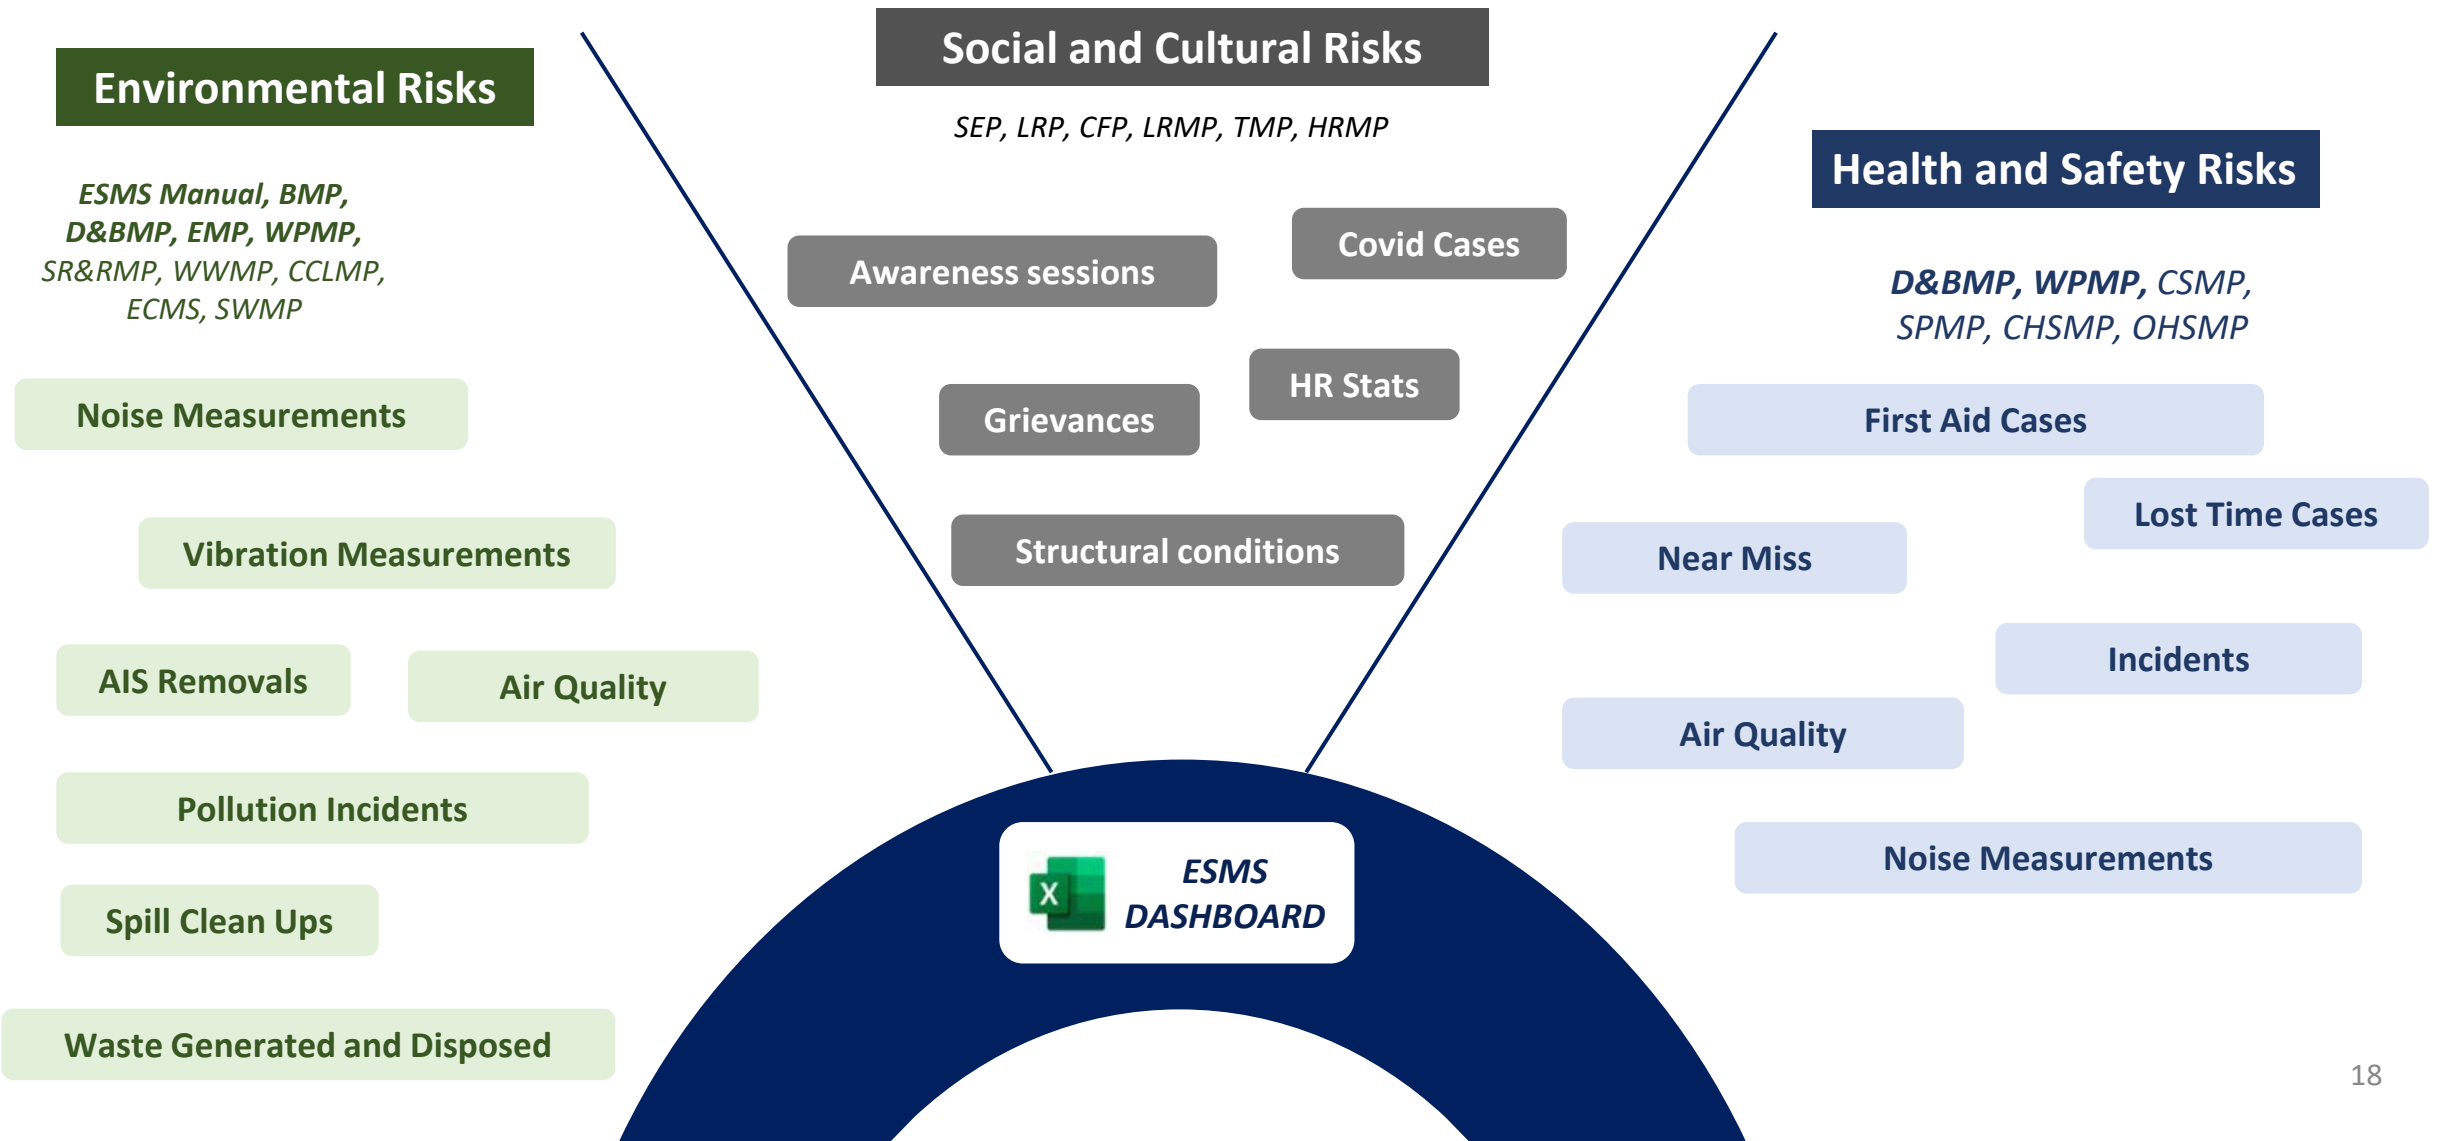 Environmental Risks
ESMS Manual, BMP,
D&BMP, EMP, WPMP,
SR&RMP, WWMP, CCLMP,
ECMS, SWMP
Noise Measurements
Vibration Measurements
AIS Removals
Air Quality
Pollution Incidents
Spill Clean Ups
Waste Generated and Disposed
Social and Cultural Risks
SEP, LRP, CFP, LRMP, TMP, HRMP
Awareness sessions
Covid Cases
Grievances
HR Stats
Structural conditions
Health and Safety Risks
D&BMP, WPMP, CSMP,
SPMP, CHSMP, OHSMP
First Aid Cases
Lost Time Cases
Near Miss
Incidents
Air Quality
Noise Measurements
X
ESMS
DASHBOARD
18